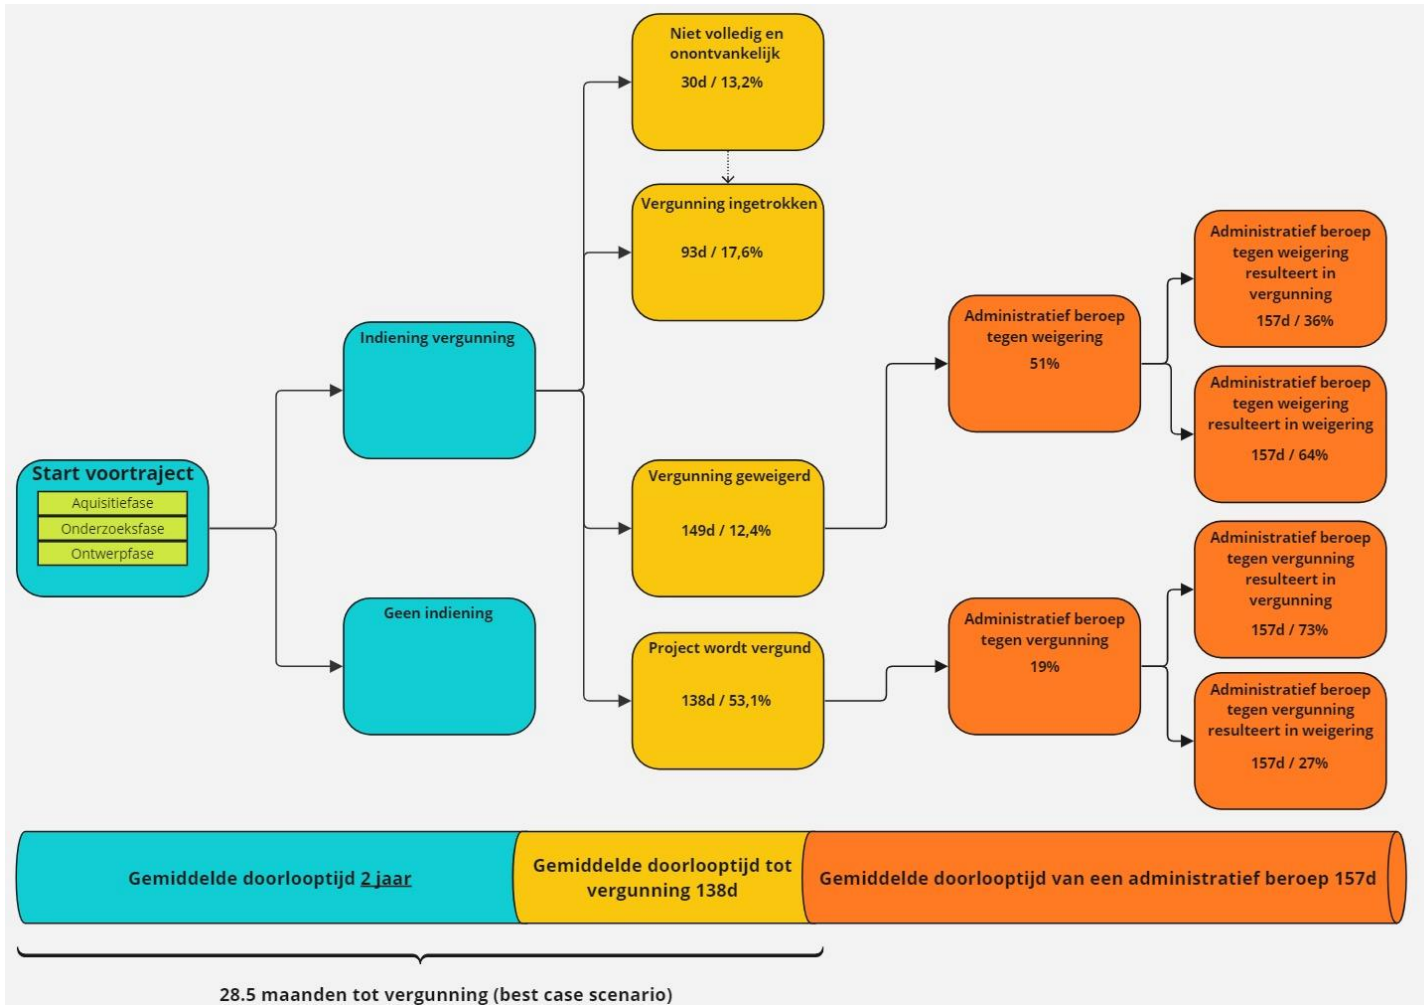 Niet volledig en
onontvankelijk
30d / 13,2%
Vergunning ingetrokken
93d / 17,6%
Administratief beroep
tegen weigering
resulteert in
vergunning
157d / 36%
Administratief beroep
tegen weigering
51%
Indiening vergunning
Administratief beroep
tegen weigering
resulteert in weigering
157d / 64%
Start voortraject
Aquisitiefase
Onderzoeksfase
Ontwerpfase
Vergunning geweigerd
149d / 12,4%
Administratief beroep
tegen vergunning
resulteert in
vergunning
157d / 73%
Geen indiening
Administratief beroep
tegen vergunning
19%
Project wordt vergund
138d / 53,1%
Administratief beroep
tegen vergunning
resulteert in weigering
157d / 27%
Gemiddelde doorlooptijd 2 jaar
Gemiddelde doorlooptijd tot
vergunning 138d
Gemiddelde doorlooptijd van een administratief beroep 157d
28.5 maanden tot vergunning (best case scenario)